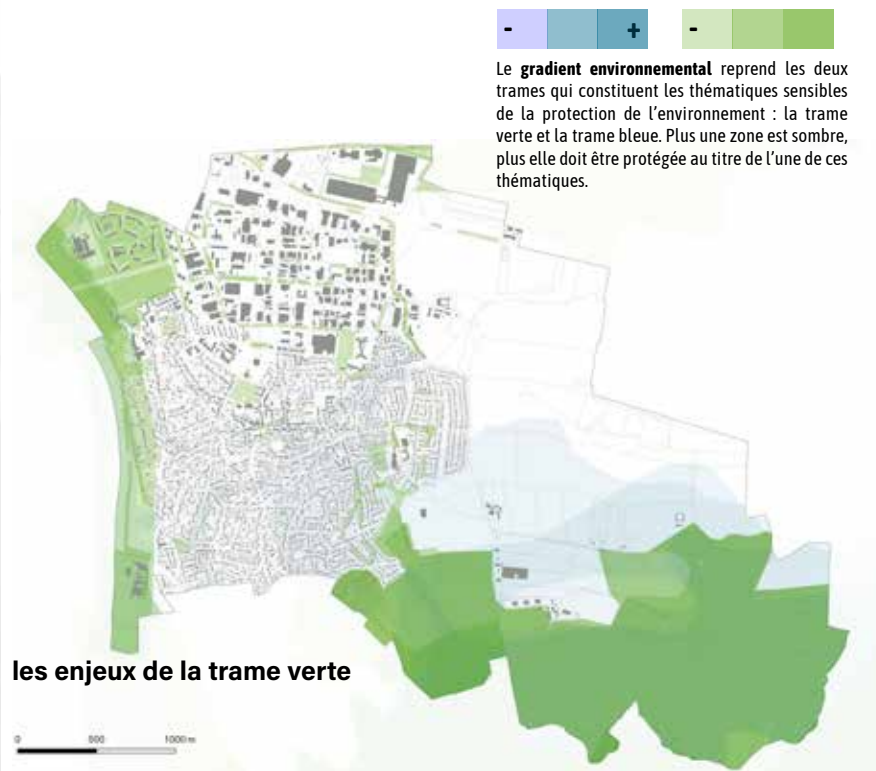 - + -
Le gradient environnemental reprend les deux
trames qui constituent les thématiques sensibles
de la protection de l'environnement : la trame
verte et la trame bleue. Plus une zone est sombre,
plus elle doit être protégée au titre de l'une de ces
thématiques.
les enjeux de la trame verte
0 500 1000 m